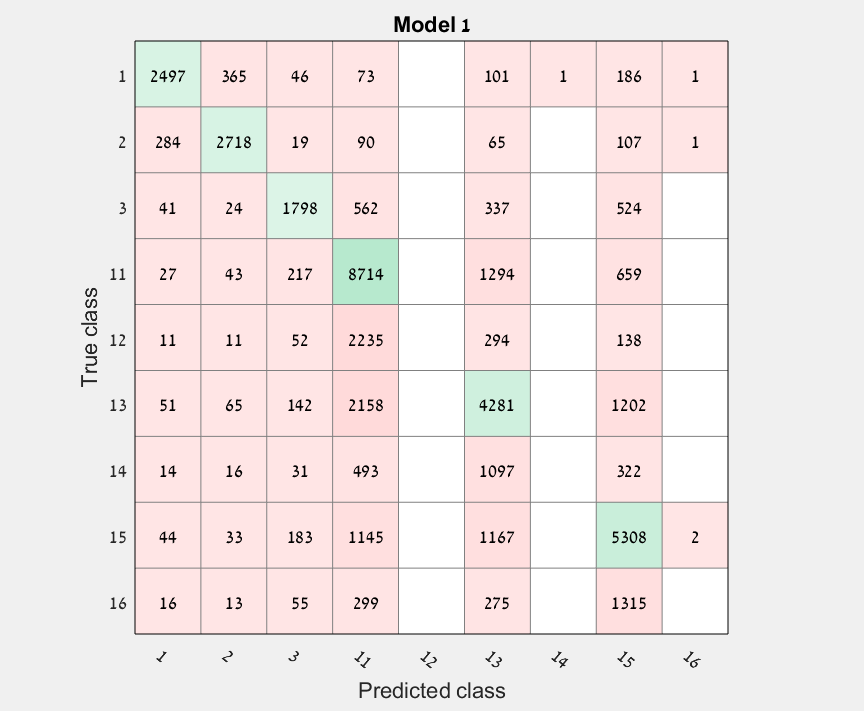 Model 1
1 2497 365 46 73 101 1 186 1
2 284 2718 19 90 65 107 1
3 41 24 1798 562 337 524
11 27 43 217 8714 1294 659
12 11 11 52 2235 294 138
13 51 65 142 2158 4281 1202
14 14 16 31 493 1097 322
15 44 33 183 1145 1167 5308 2
16 16 13 55 299 275 1315
True class
1 2 3 11 12 13 14 15 16
Predicted class